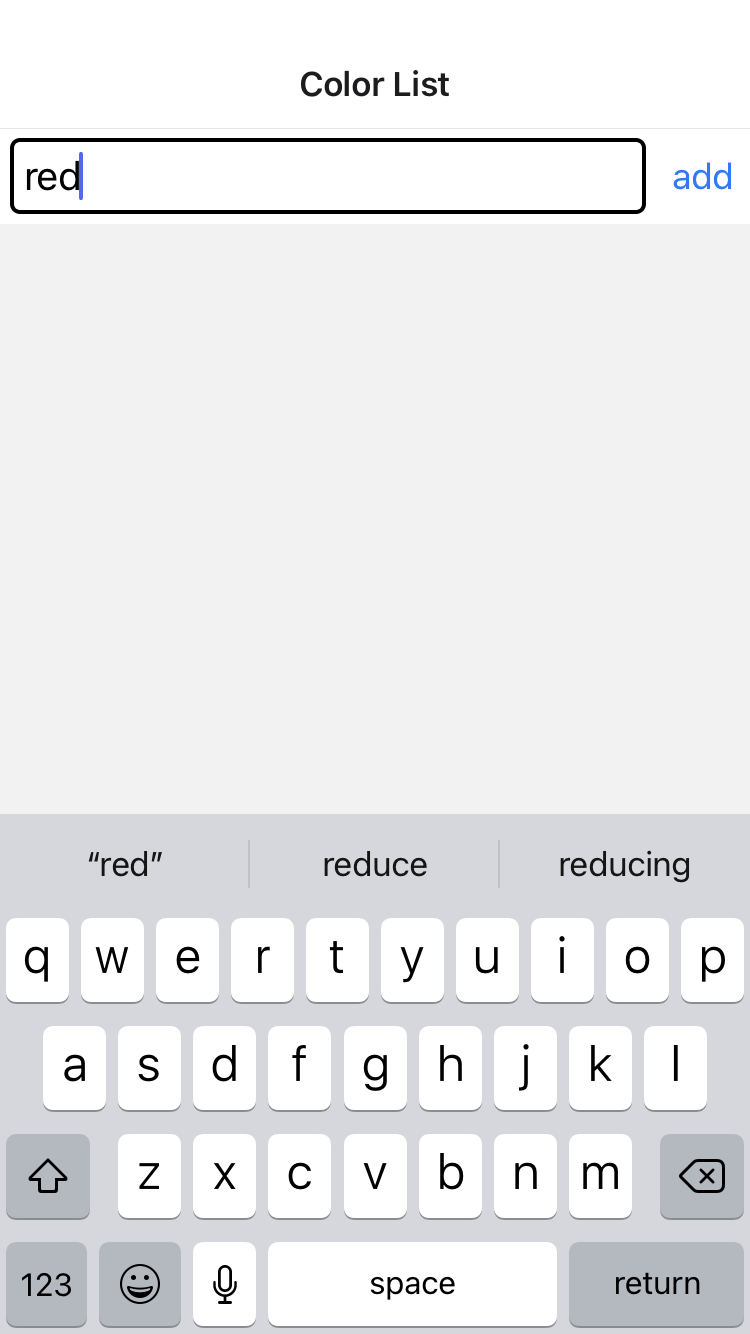 Color List
red add
“red” reduce reducing
q w e r t y u i o p
a s d f g h j k l
z x c v b n m
123 space return